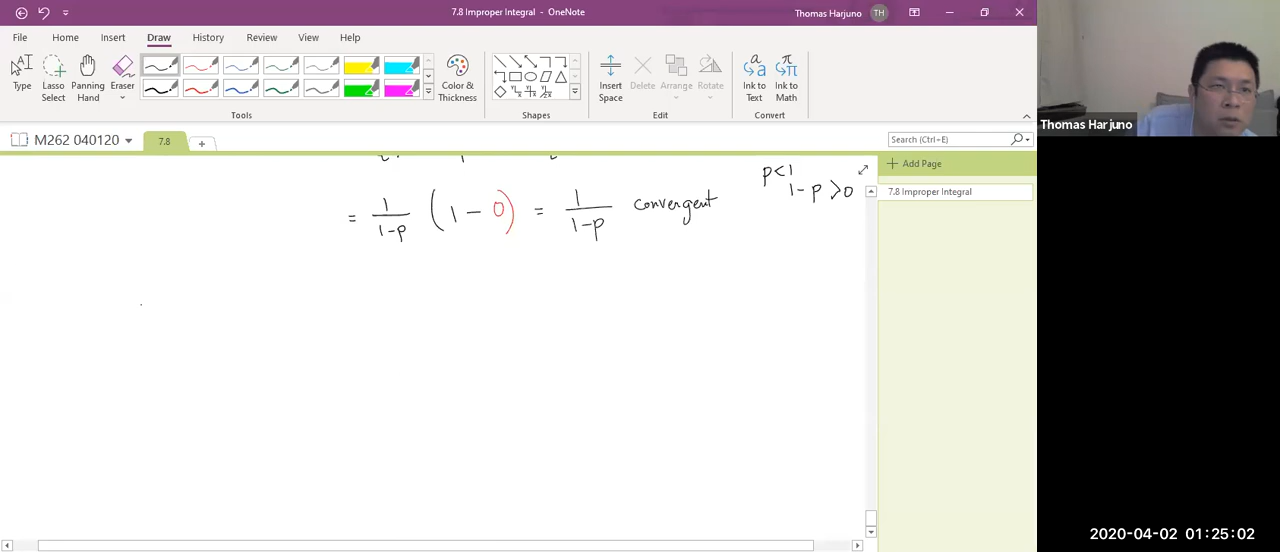 7.8 Improper Integral - OneNote
Thomas Harjuno TH
File Home Insert Draw History Review View Help
Type
Lasso Select
Panning Hand
Eraser
Color & Thickness
Insert Space
Delete
Arrange
Rotate
Ink to Text
Ink to Math
Tools Shapes Edit Convert
M262 040120
7.8
Search (Ctrl+E)
Add Page
7.8 Improper Integral
p<1
1-p >0
= 1/(1-p) (1 - 0) = 1/(1-p) convergent
Thomas Harjuno
2020-04-02 01:25:02